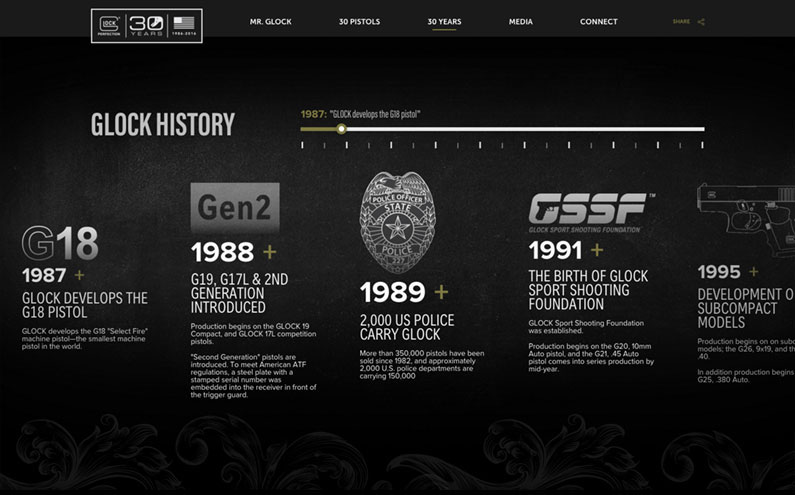 GLOCK
PERFECTION
30
YEARS
1986-2016
MR. GLOCK
30 PISTOLS
30 YEARS
MEDIA
CONNECT
SHARE
GLOCK HISTORY
1987: "GLOCK develops the G18 pistol"
G18
1987 +
GLOCK DEVELOPS THE
G18 PISTOL
GLOCK develops the G18 "Select Fire"
machine pistol—the smallest machine
pistol in the world.
Gen2
1988 +
G19, G17L & 2ND
GENERATION
INTRODUCED
Production begins on the GLOCK 19
Compact, and GLOCK 17L competition
pistols.
"Second Generation" pistols are
introduced. To meet American ATF
regulations, a steel plate with a
stamped serial number was
embedded into the receiver in front of
the trigger guard.
POLICE OFFICER
STATE
POLICE
227
1989 +
2,000 US POLICE
CARRY GLOCK
More than 350,000 pistols have been
sold since 1982, and approximately
2,000 U.S. police departments are
carrying 150,000
GSSF™
GLOCK SPORT SHOOTING FOUNDATION
1991 +
THE BIRTH OF GLOCK
SPORT SHOOTING
FOUNDATION
GLOCK Sport Shooting Foundation
was established.
Production begins on the G20, 10mm
Auto pistol, and the G21, .45 Auto
pistol comes into series production by
mid-year.
1995 +
DEVELOPMENT O
SUBCOMPACT
MODELS
Production begins on on subc
models; the G26, 9x19, and th
.40.
In addition production begins
G25, .380 Auto.